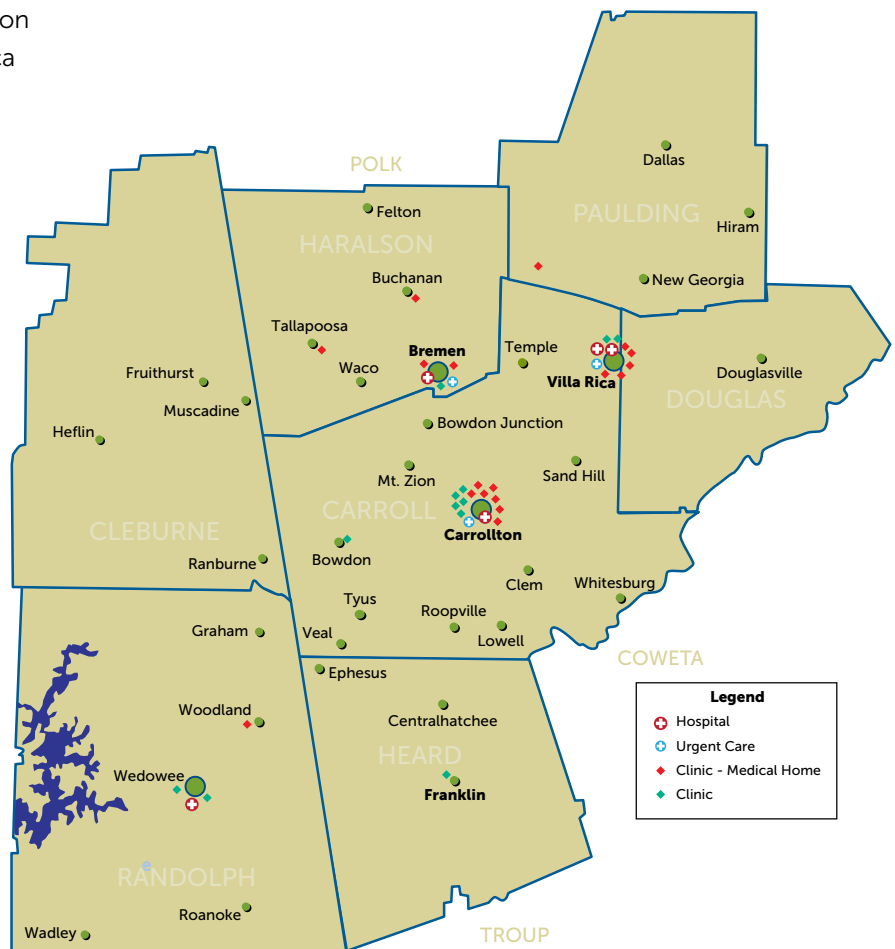 on
ca
POLK
Dallas
PAULDING
Hiram
Felton
HARALSON
Buchanan
New Georgia
Tallapoosa
Bremen
Temple
Waco
Villa Rica
Douglasville
DOUGLAS
Fruithurst
Muscadine
Heflin
Bowdon Junction
Mt. Zion
Sand Hill
CARROLL
CLEBURNE
Carrollton
Bowdon
Ranburne
Clem
Whitesburg
Tyus
Roopville
Graham
Veal
Lowell
COWETA
Ephesus
Legend
Hospital
Urgent Care
Clinic - Medical Home
Clinic
Woodland
Centralhatchee
HEARD
Wedowee
Franklin
RANDOLPH
Roanoke
Wadley
TROUP